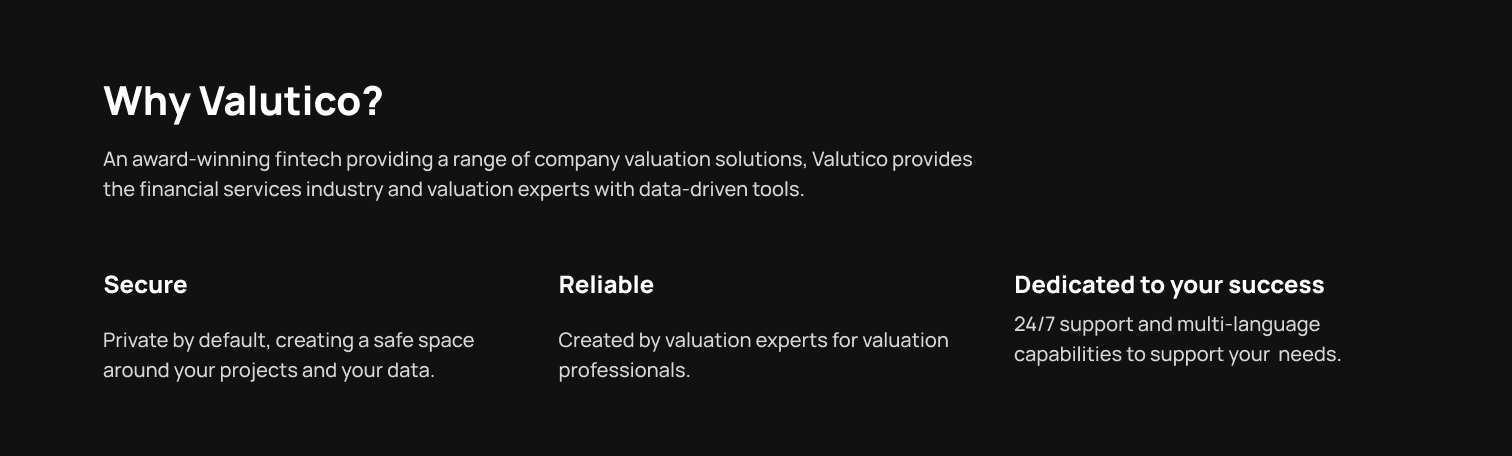 Why Valutico?
An award-winning fintech providing a range of company valuation solutions, Valutico provides
the financial services industry and valuation experts with data-driven tools.
Secure
Private by default, creating a safe space
around your projects and your data.
Reliable
Created by valuation experts for valuation
professionals.
Dedicated to your success
24/7 support and multi-language
capabilities to support your  needs.